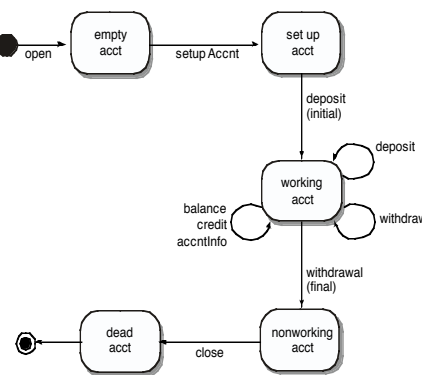 empty
acct
set up
acct
open
setup Accnt
deposit
(initial)
deposit
working
acct
balance
credit
accntInfo
withdraw
withdrawal
(final)
dead
acct
nonworking
acct
close